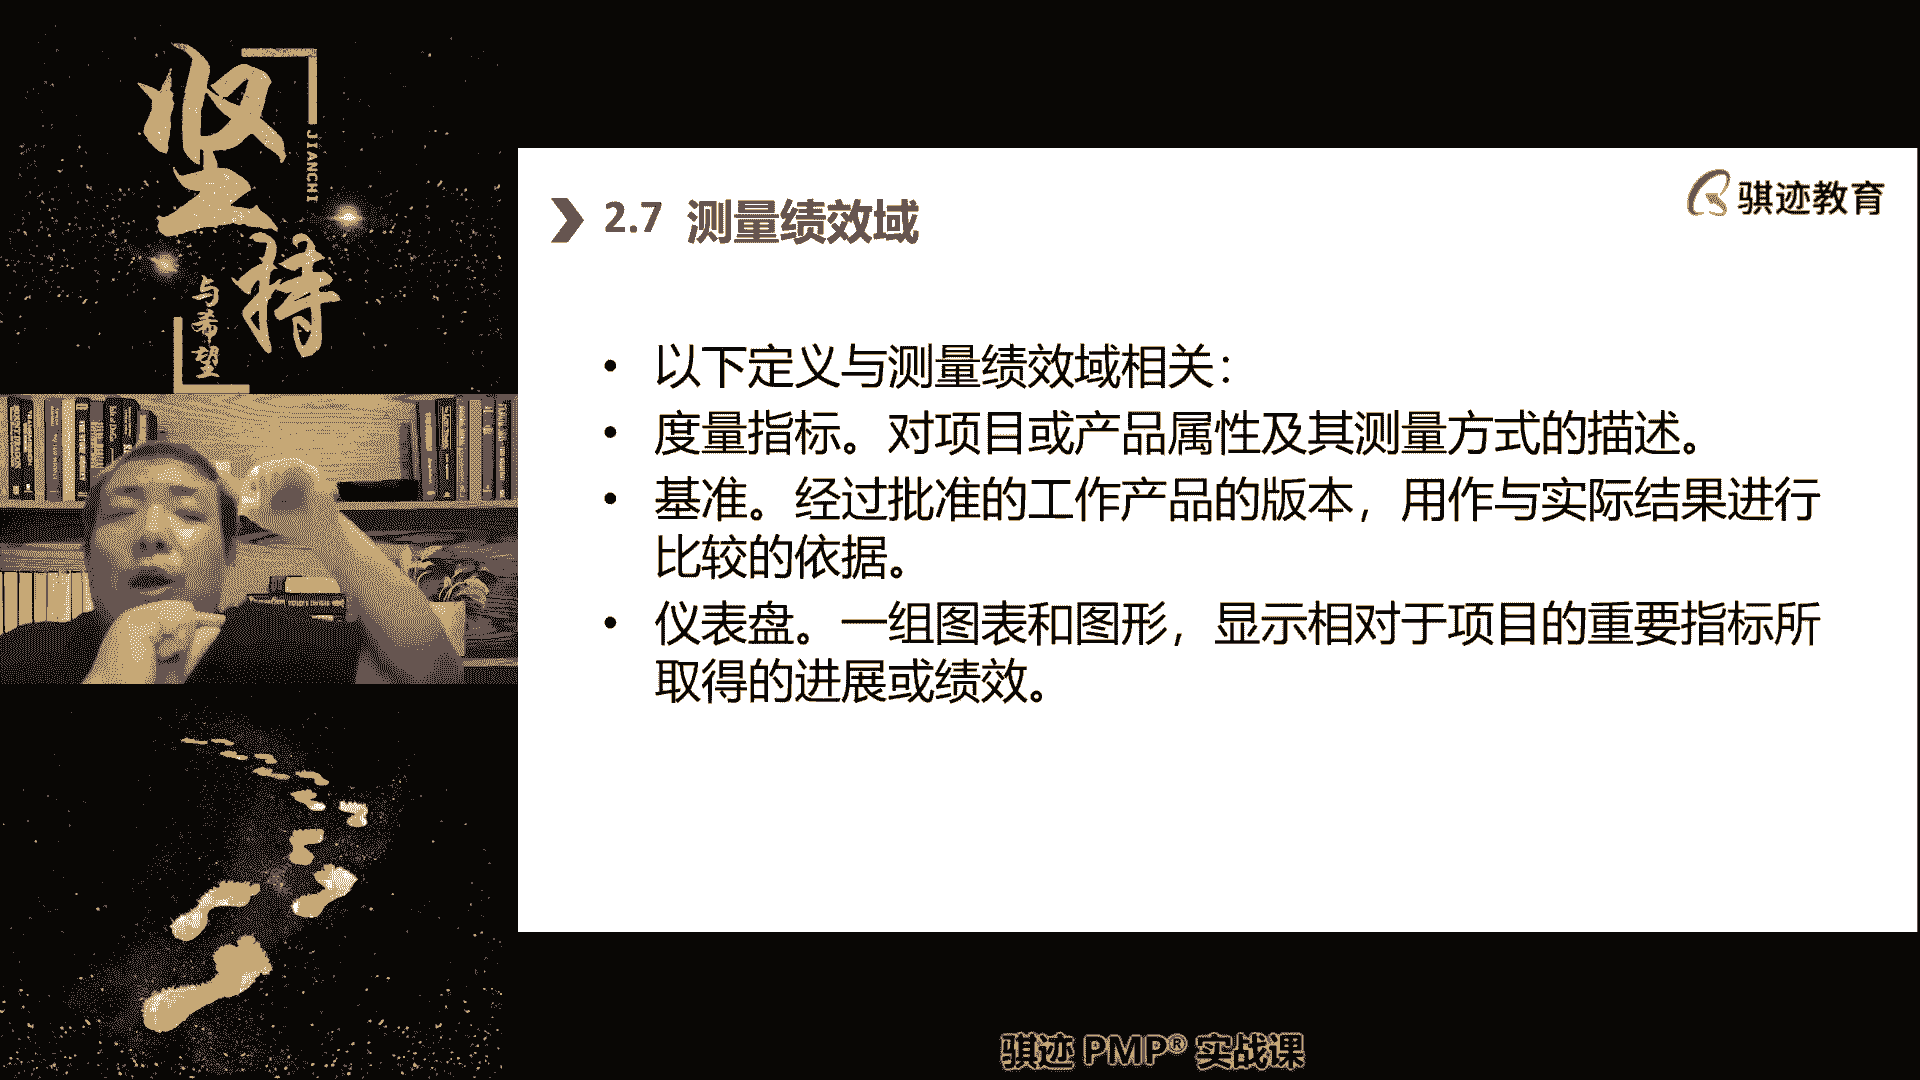 坚持
JIANCHI
与希望
2.7 测量绩效域
骐迹教育
• 以下定义与测量绩效域相关：
• 度量指标。对项目或产品属性及其测量方式的描述。
• 基准。经过批准的工作产品的版本，用作与实际结果进行
比较的依据。
• 仪表盘。一组图表和图形，显示相对于项目的重要指标所
取得的进展或绩效。
骐迹 PMP® 实战课